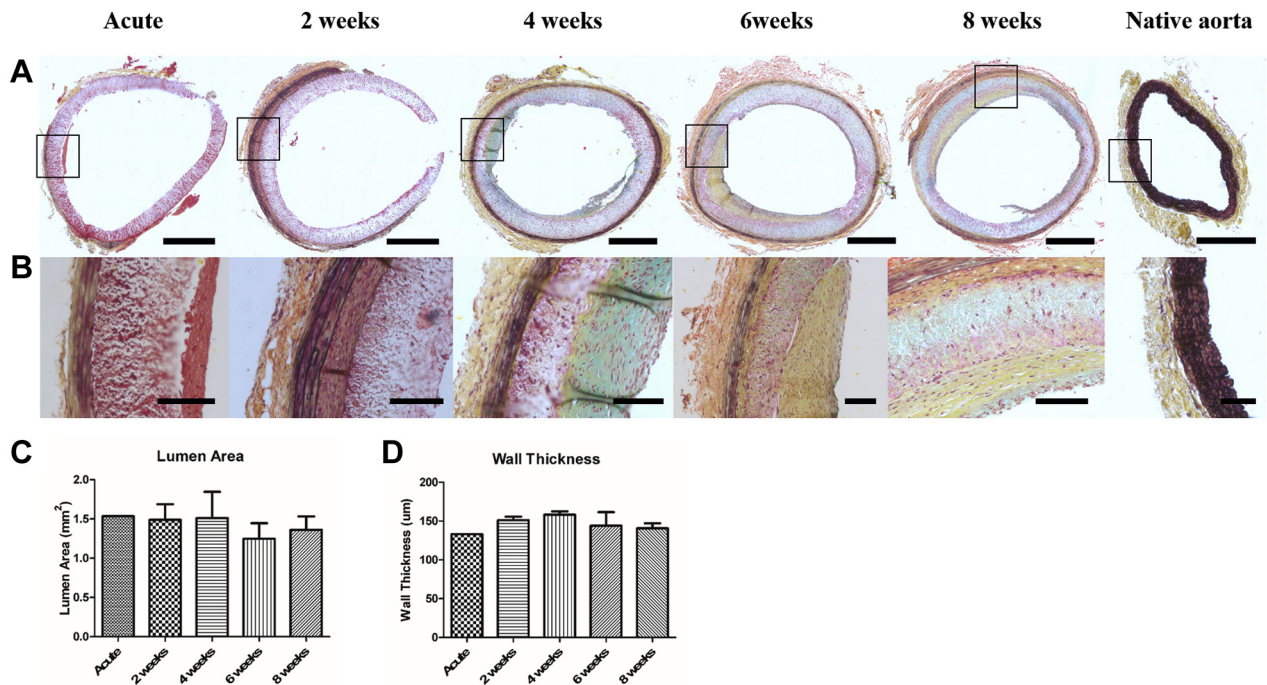 Acute 2 weeks 4 weeks 6weeks 8 weeks Native aorta
A
B
C
Lumen Area
Lumen Area (mm2)
2.0
1.5
1.0
0.5
0.0
Acute 2 weeks 4 weeks 6 weeks 8 weeks
D
Wall Thickness
Wall Thickness (um)
200
150
100
50
0
Acute 2 weeks 4 weeks 6 weeks 8 weeks